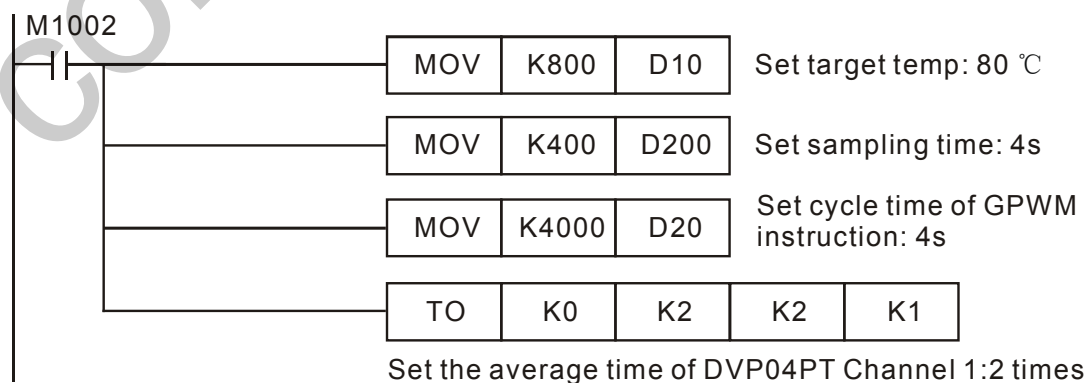 M1002
MOV K800 D10 Set target temp: 80 ℃
MOV K400 D200 Set sampling time: 4s
MOV K4000 D20 Set cycle time of GPWM
instruction: 4s
TO K0 K2 K2 K1
Set the average time of DVP04PT Channel 1:2 times